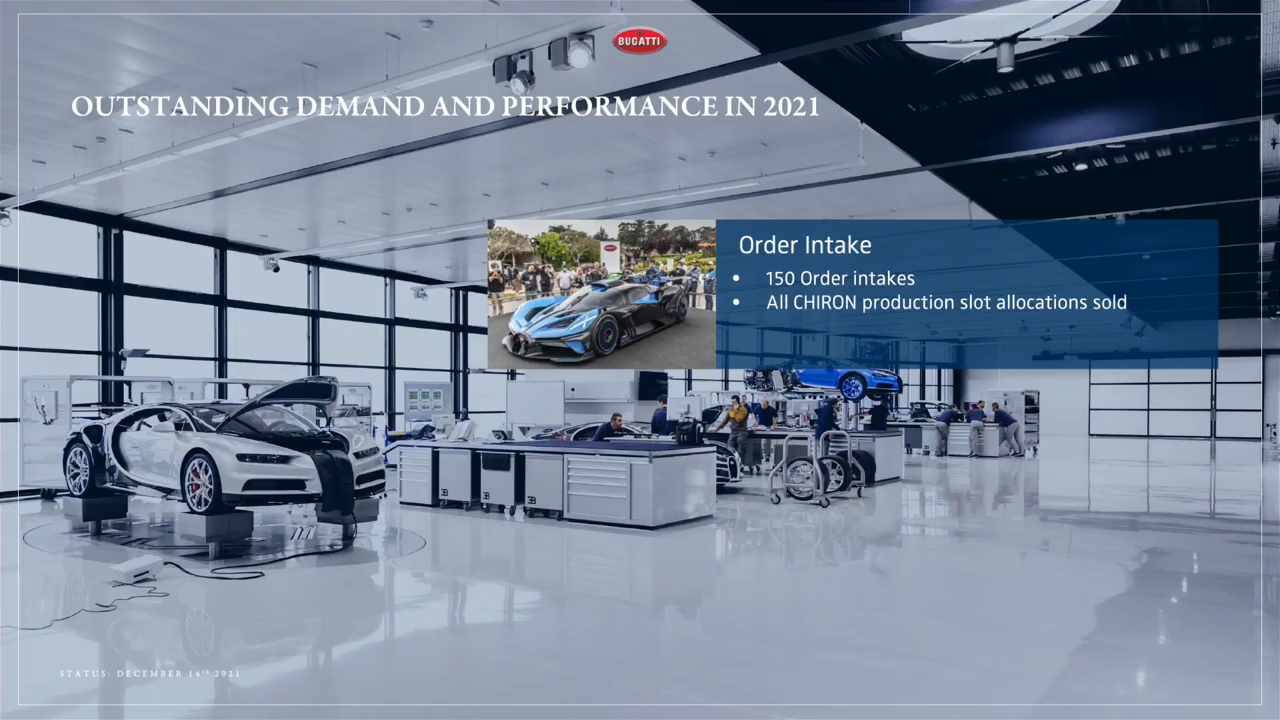 BUGATTI
OUTSTANDING DEMAND AND PERFORMANCE IN 2021
Order Intake
• 150 Order intakes
• All CHIRON production slot allocations sold
STATUS: DECEMBER 14th 2021